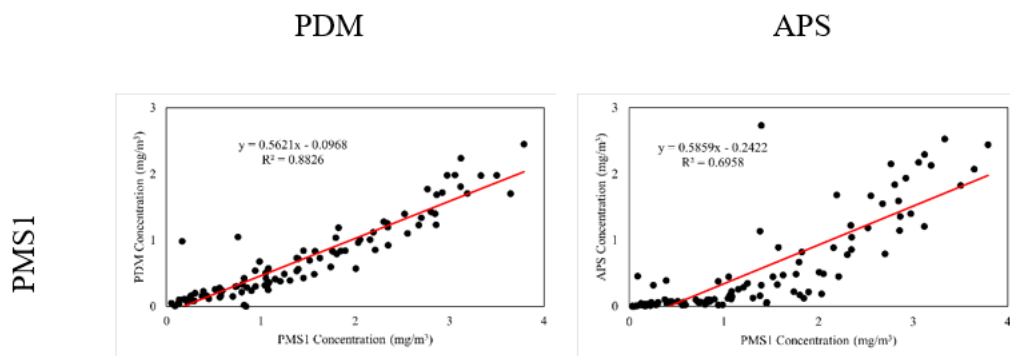 PDM
APS
PMS1
3
2
1
0
PDM Concentration (mg/m³)
y = 0.5621x - 0.0968
R² = 0.8826
0
1
2
3
4
PMS1 Concentration (mg/m³)
3
2
1
0
APS Concentration (mg/m³)
y = 0.5859x - 0.2422
R² = 0.6958
0
1
2
3
4
PMS1 Concentration (mg/m³)